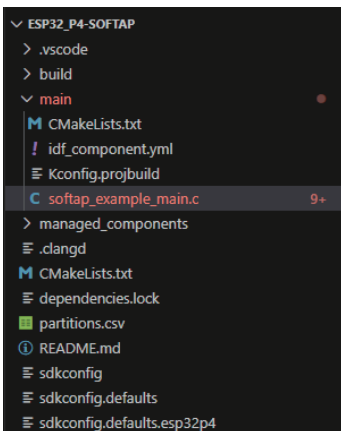 ESP32_P4-SOFTAP
.vscode
build
main
CMakeLists.txt
idf_component.yml
Kconfig.projbuild
softap_example_main.c 9+
managed_components
.clangd
CMakeLists.txt
dependencies.lock
partitions.csv
README.md
sdkconfig
sdkconfig.defaults
sdkconfig.defaults.esp32p4